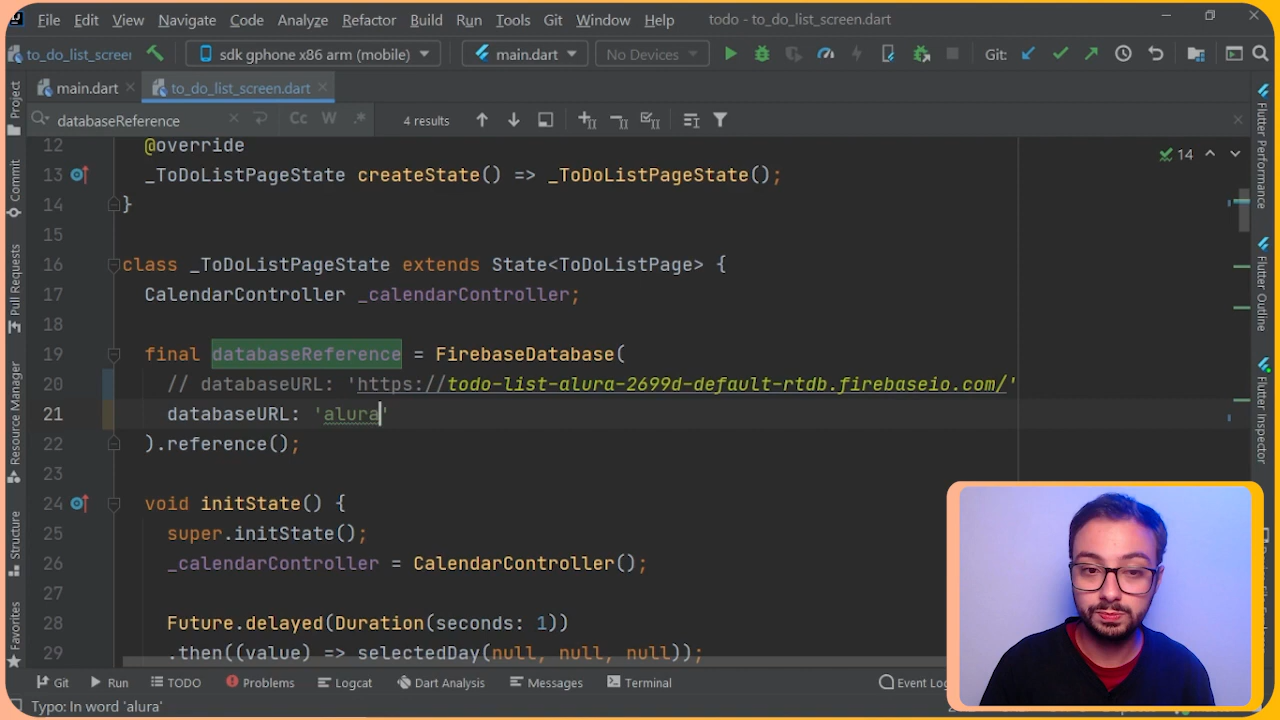 File Edit View Navigate Code Analyze Refactor Build Run Tools Git Window Help todo - to_do_list_screen.dart
to_do_list_screer sdk gphone x86 arm (mobile) main.dart No Devices Git:
main.dart to_do_list_screen.dart
databaseReference Cc W .* 4 results
12 @override
13 _ToDoListPageState createState() => _ToDoListPageState();
14 }
15
16 class _ToDoListPageState extends State<ToDoListPage> {
17 CalendarController _calendarController;
18
19 final databaseReference = FirebaseDatabase(
20 // databaseURL: 'https://todo-list-alura-2699d-default-rtdb.firebaseio.com/'
21 databaseURL: 'alura'
22 ).reference();
23
24 void initState() {
25 super.initState();
26 _calendarController = CalendarController();
27
28 Future.delayed(Duration(seconds: 1))
29 .then((value) => selectedDay(null, null, null));
14
Project
Commit
Pull Requests
Resource Manager
Structure
Favorites
Flutter Performance
Flutter Outline
Flutter Inspector
Git Run TODO Problems Logcat Dart Analysis Messages Terminal Event Log
Typo: In word 'alura'